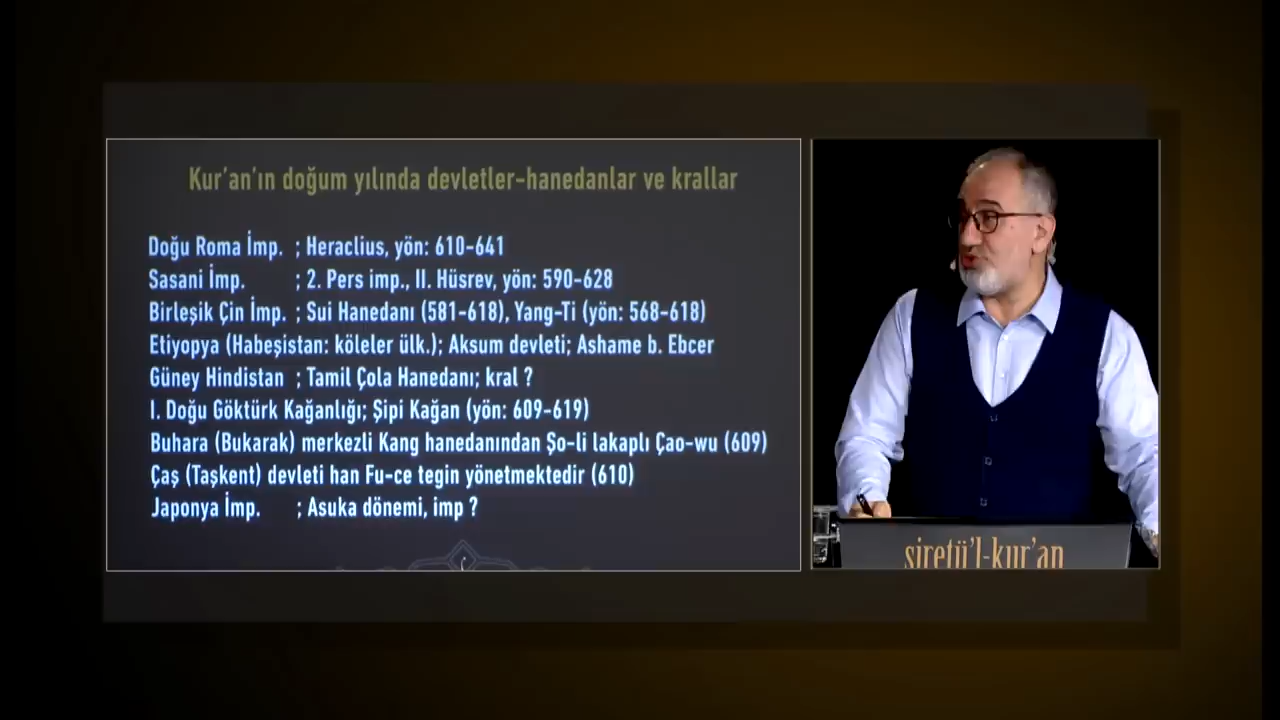 Kur'an'ın doğum yılında devletler-hanedanlar ve krallar
Doğu Roma İmp. ; Heraclius, yön: 610-641
Sasani İmp. ; 2. Pers imp., II. Hüsrev, yön: 590-628
Birleşik Çin İmp. ; Sui Hanedanı (581-618), Yang-Ti (yön: 568-618)
Etiyopya (Habeşistan: köleler ülk.); Aksum devleti; Ashame b. Ebcer
Güney Hindistan ; Tamil Çola Hanedanı; kral ?
I. Doğu Göktürk Kağanlığı; Şipi Kağan (yön: 609-619)
Buhara (Bukarak) merkezli Kang hanedanından Şo-li lakaplı Çao-wu (609)
Çaş (Taşkent) devleti han Fu-ce tegin yönetmektedir (610)
Japonya İmp. ; Asuka dönemi, imp ?
siretü'l-kur'an